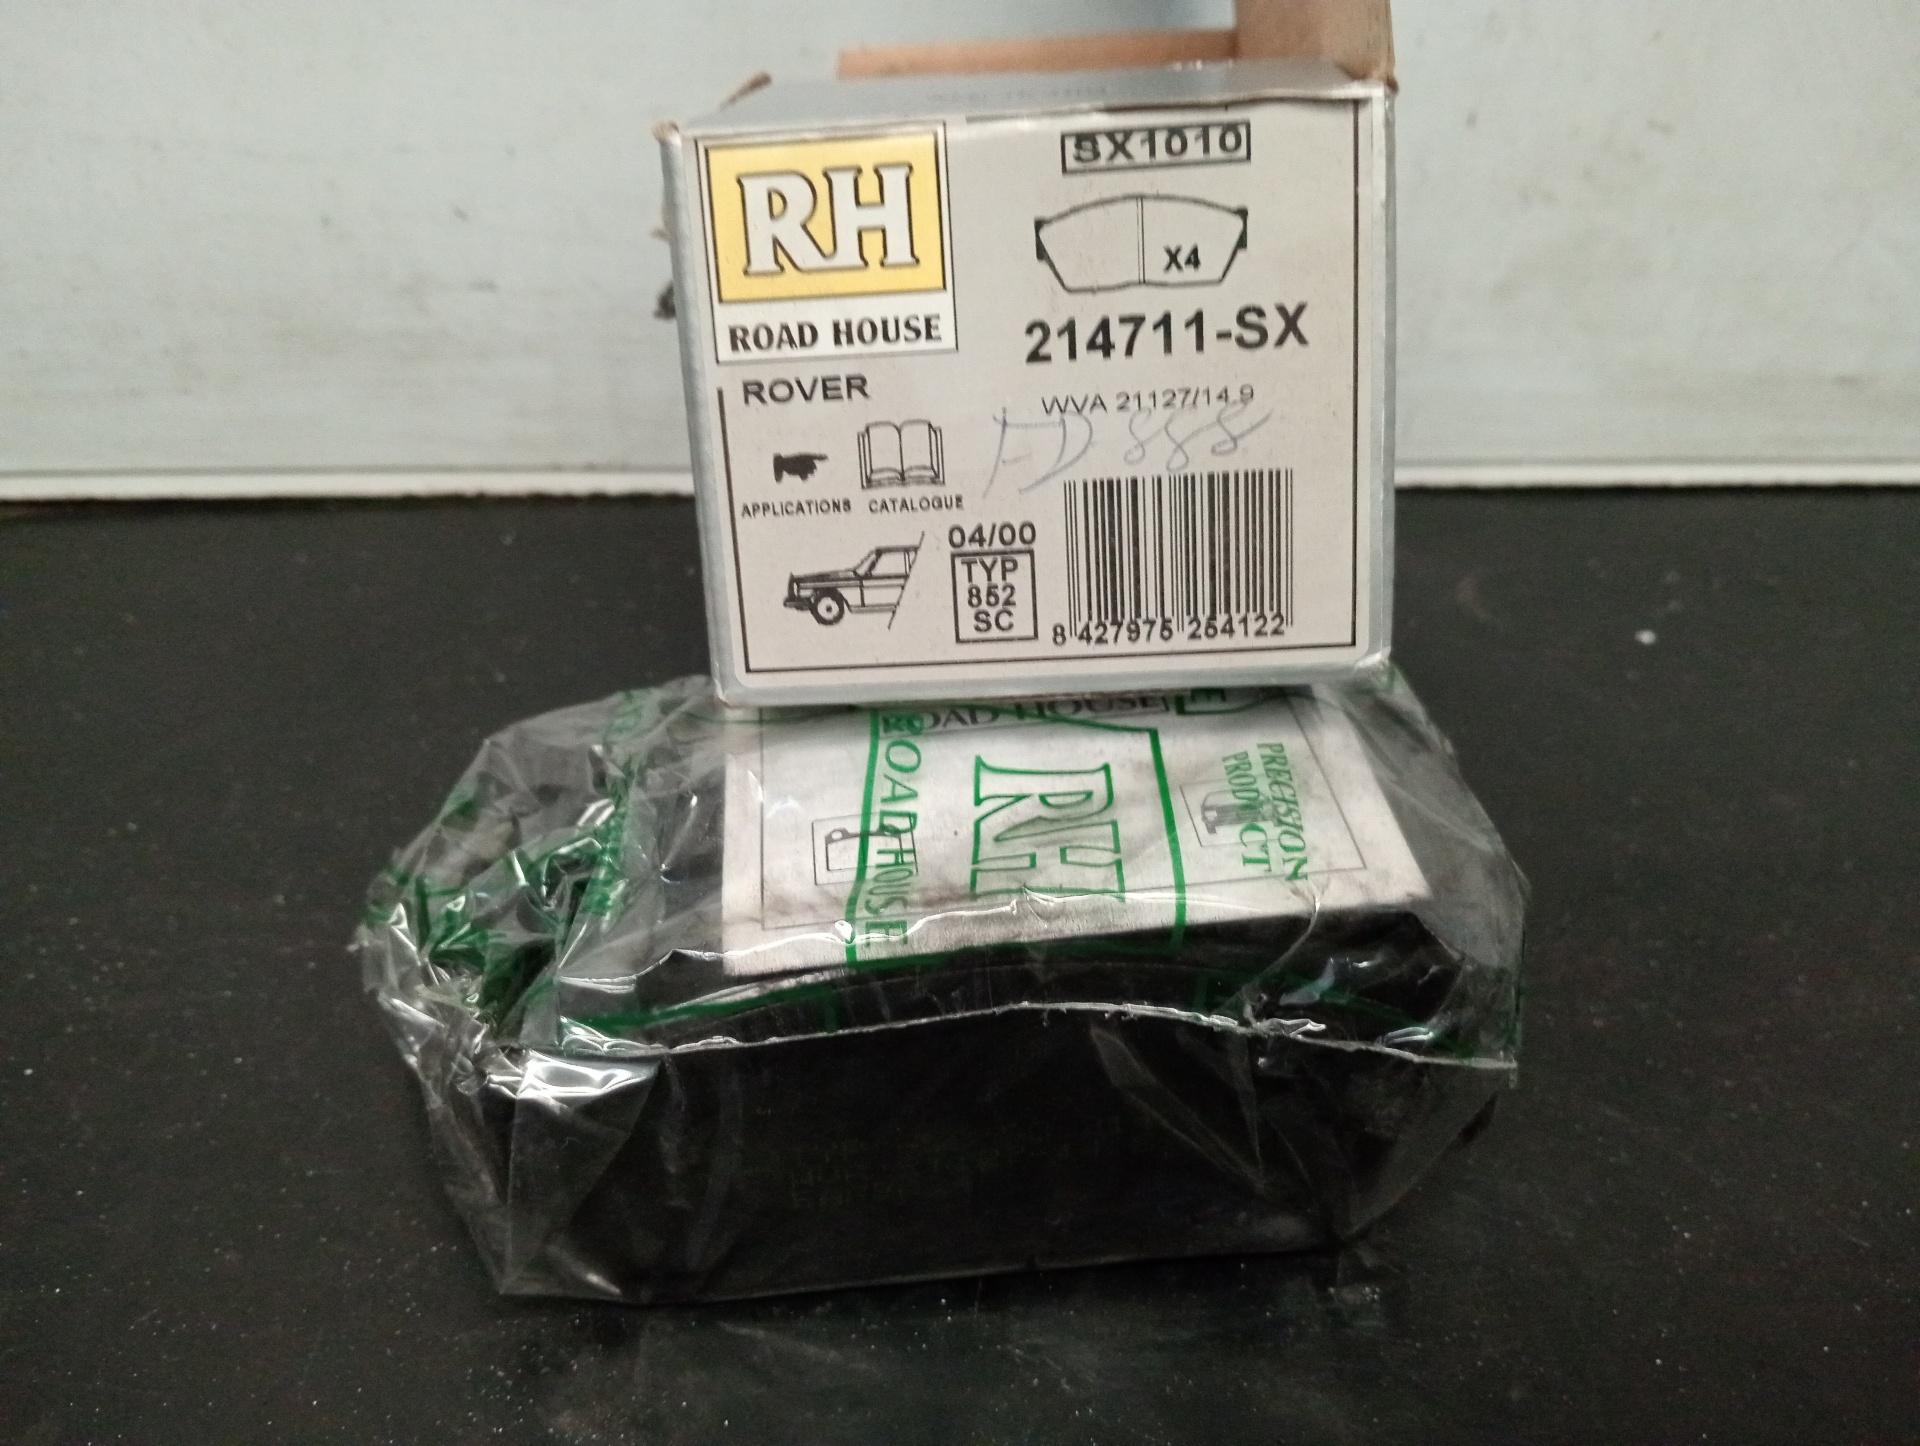 RH
ROAD HOUSE
SX1010
X4
214711-SX
ROVER
WVA 21127/14.9
FD 888
APPLICATIONS CATALOGUE
04/00
TYP
852
SC
8 427975 254122
ROAD HOUSE
ROAD HOUSE
RH
PRECISION
PRODUCT